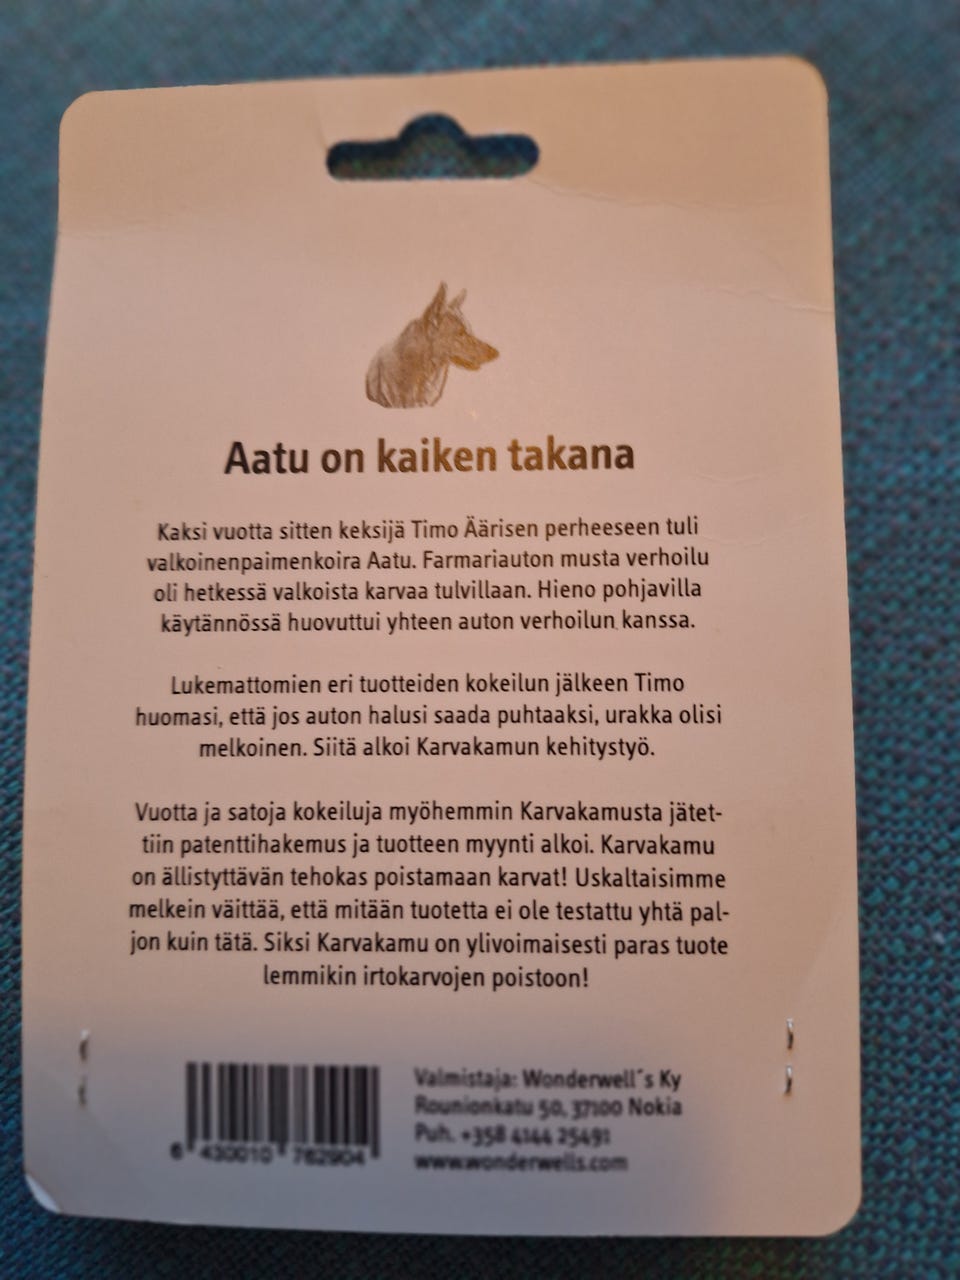 Aatu on kaiken takana
Kaksi vuotta sitten keksijä Timo Äärisen perheeseen tuli
valkoinenpaimenkoira Aatu. Farmariauton musta verhoilu
oli hetkessä valkoista karvaa tulvillaan. Hieno pohjavilla
käytännössä huovuttui yhteen auton verhoilun kanssa.
Lukemattomien eri tuotteiden kokeilun jälkeen Timo
huomasi, että jos auton halusi saada puhtaaksi, urakka olisi
melkoinen. Siitä alkoi Karvakamun kehitystyö.
Vuotta ja satoja kokeiluja myöhemmin Karvakamusta jätet-
tiin patenttihakemus ja tuotteen myynti alkoi. Karvakamu
on ällistyttävän tehokas poistamaan karvat! Uskaltaisimme
melkein väittää, että mitään tuotetta ei ole testattu yhtä pal-
jon kuin tätä. Siksi Karvakamu on ylivoimaisesti paras tuote
lemmikin irtokarvojen poistoon!
Valmistaja: Wonderwell´s Ky
Rounionkatu 50, 37100 Nokia
Puh. +358 4144 25491
www.wonderwells.com
6 430010 782904